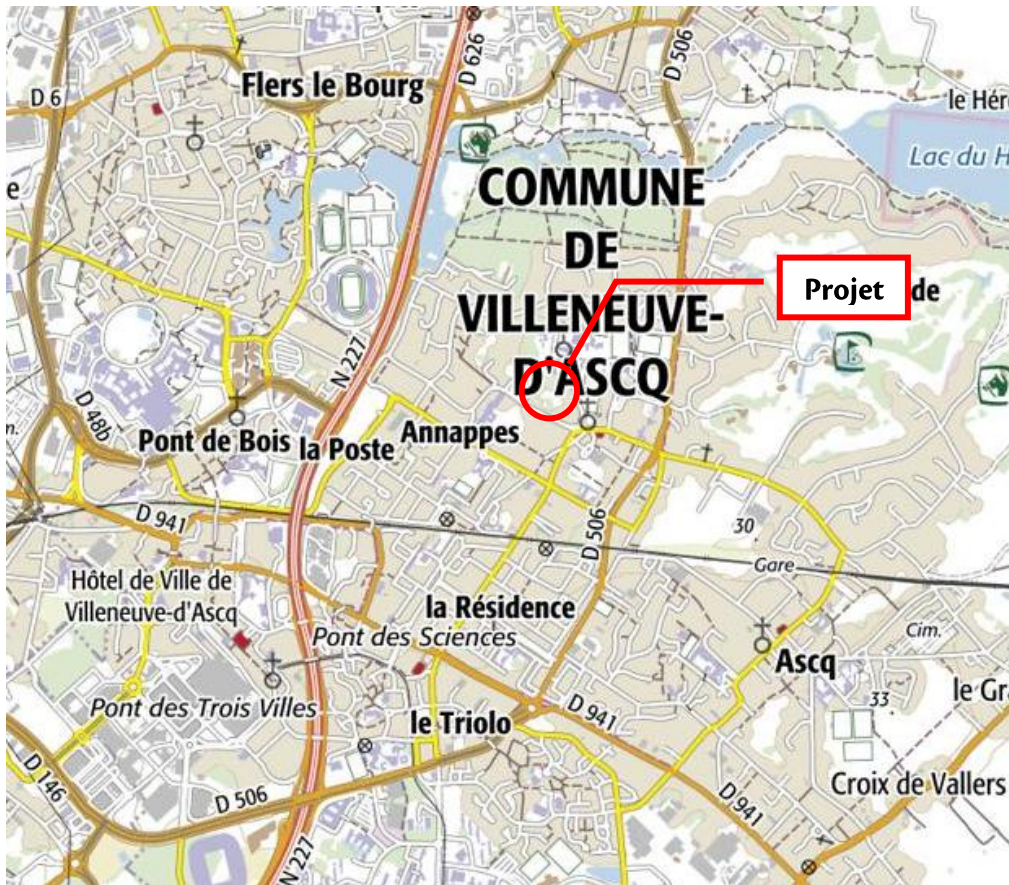 D 626
D 506
D 6
Flers le Bourg
le Hér
Lac du H
e
COMMUNE
DE
VILLENEUVE-
D'ASCQ
Projet
de
N 227
D 48b
Pont de Bois
la Poste
Annappes
n.
D 941
D 506
30
Gare
Hôtel de Ville de
Villeneuve-d'Ascq
la Résidence
Pont des Sciences
Cim.
Ascq
Pont des Trois Villes
33
le Gr
le Triolo
D 941
D 146
D 506
D 941
Croix de Vallers
N 227